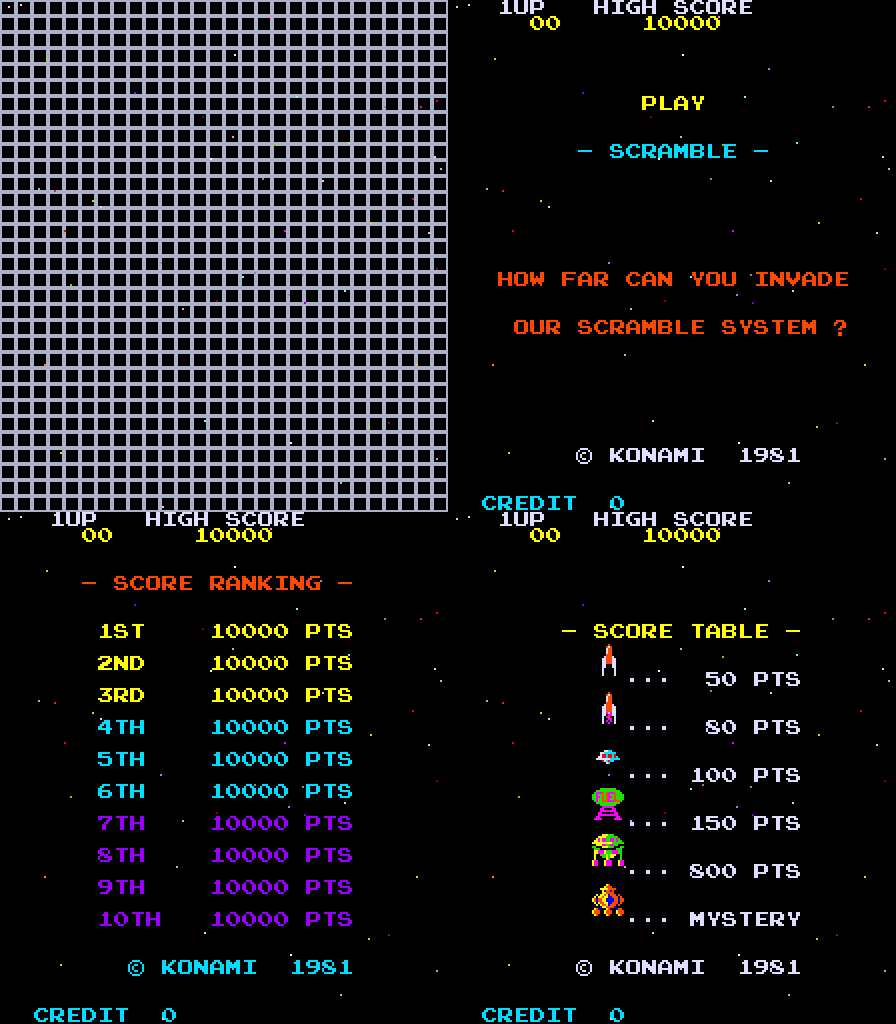 1UP HIGH SCORE
00 10000
PLAY
- SCRAMBLE -
HOW FAR CAN YOU INVADE
OUR SCRAMBLE SYSTEM ?
© KONAMI 1981
CREDIT 0
1UP HIGH SCORE
00 10000
- SCORE RANKING -
1ST 10000 PTS
2ND 10000 PTS
3RD 10000 PTS
4TH 10000 PTS
5TH 10000 PTS
6TH 10000 PTS
7TH 10000 PTS
8TH 10000 PTS
9TH 10000 PTS
10TH 10000 PTS
© KONAMI 1981
CREDIT 0
1UP HIGH SCORE
00 10000
- SCORE TABLE -
... 50 PTS
... 80 PTS
... 100 PTS
... 150 PTS
... 800 PTS
... MYSTERY
© KONAMI 1981
CREDIT 0